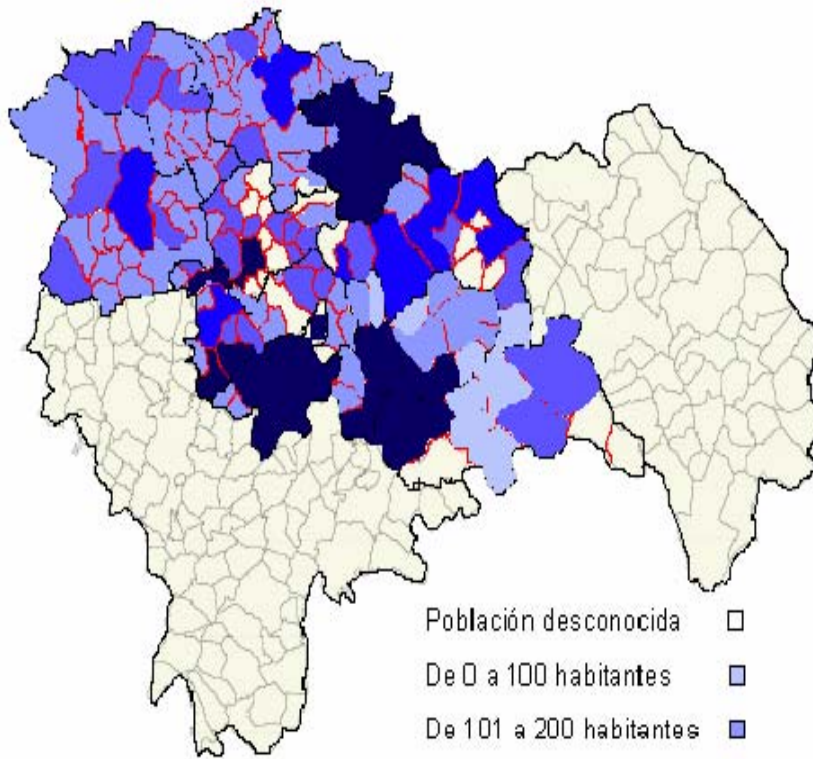 Población desconocida
De 0 a 100 habitantes
De 101 a 200 habitantes